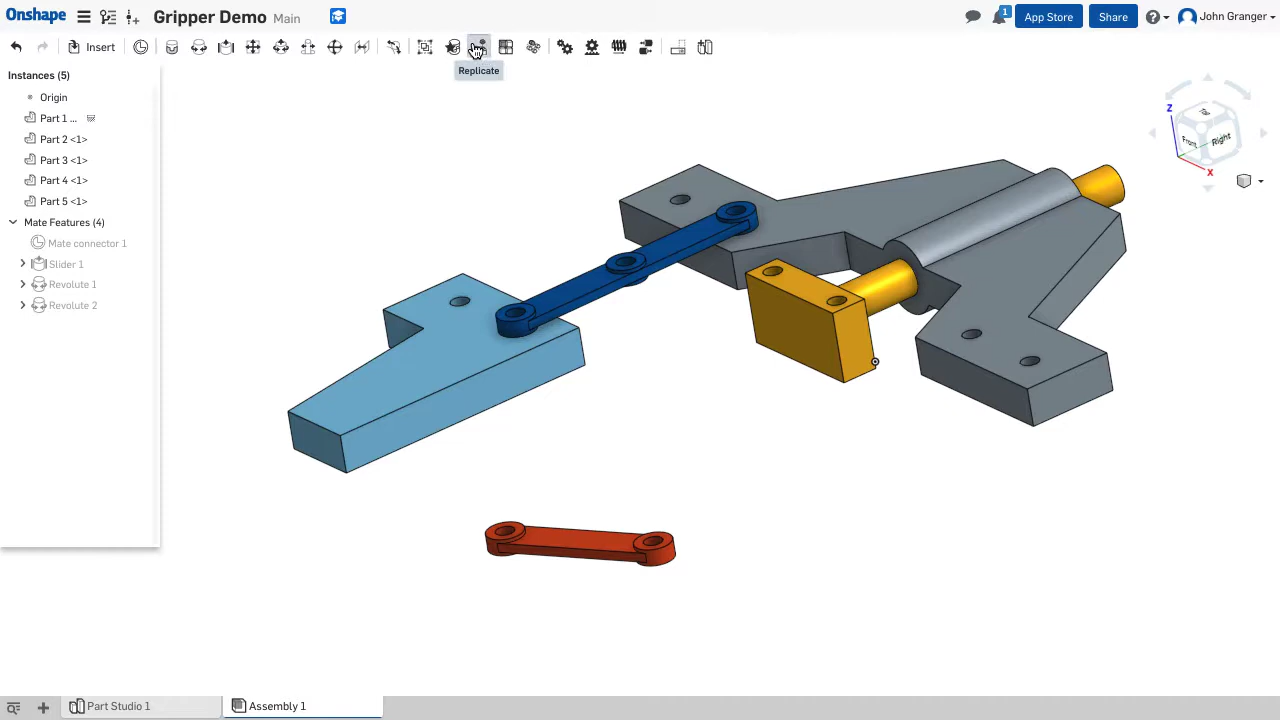 Onshape
Gripper Demo Main
1
App Store
Share
John Granger
Insert
Replicate
Instances (5)
Origin
Part 1 ...
Part 2 <1>
Part 3 <1>
Part 4 <1>
Part 5 <1>
Mate Features (4)
Mate connector 1
Slider 1
Revolute 1
Revolute 2
Z
Top
Front
Right
X
Part Studio 1
Assembly 1